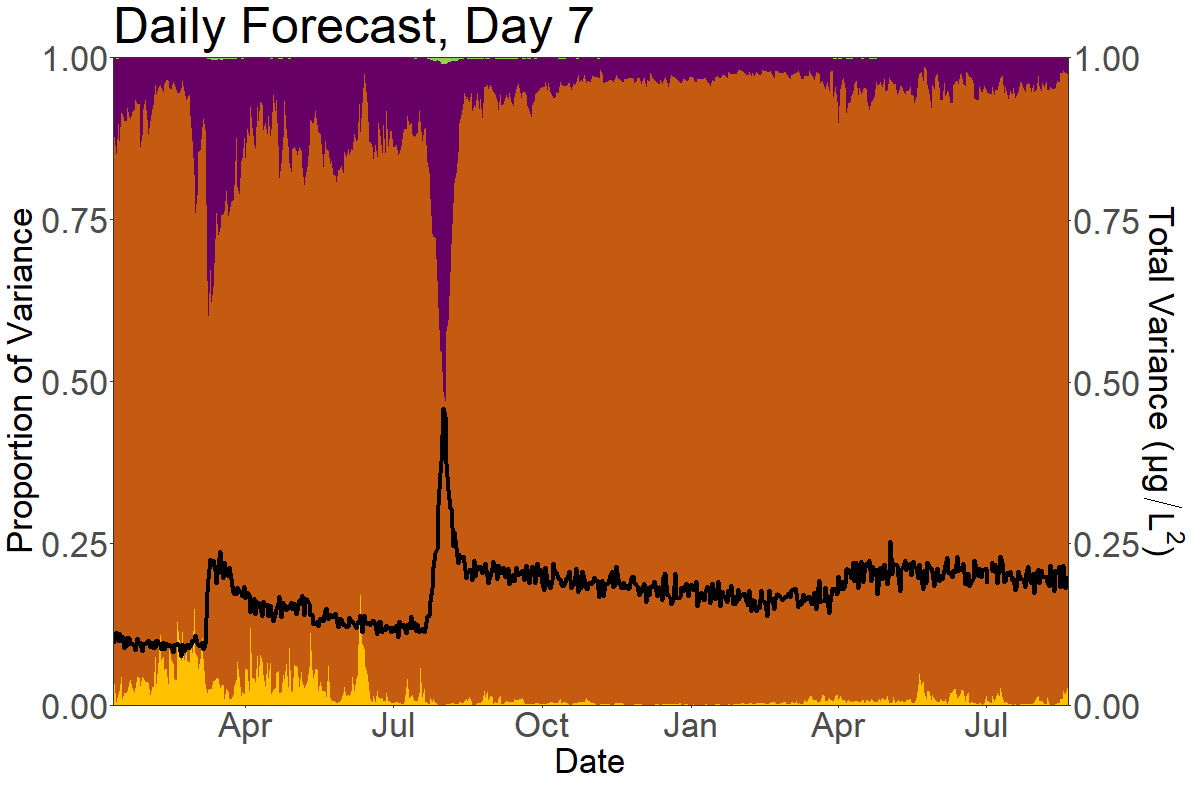 Daily Forecast, Day 7
Proportion of Variance
1.00
0.75
0.50
0.25
0.00
1.00
0.75
0.50
0.25
0.00
Total Variance (µg/L²)
Apr
Jul
Oct
Jan
Apr
Jul
Date